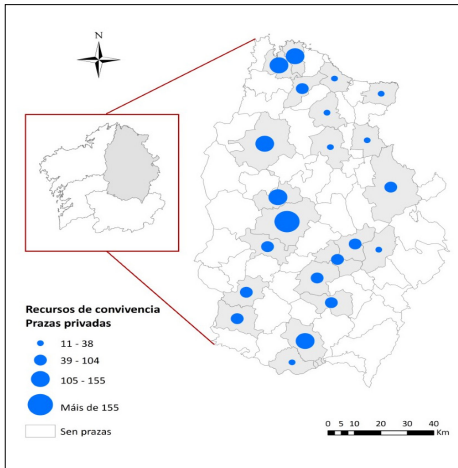 N
Recursos de convivencia
Prazas privadas
11 - 38
39 - 104
105 - 155
Máis de 155
Sen prazas
0 5 10 20 30 40
Km